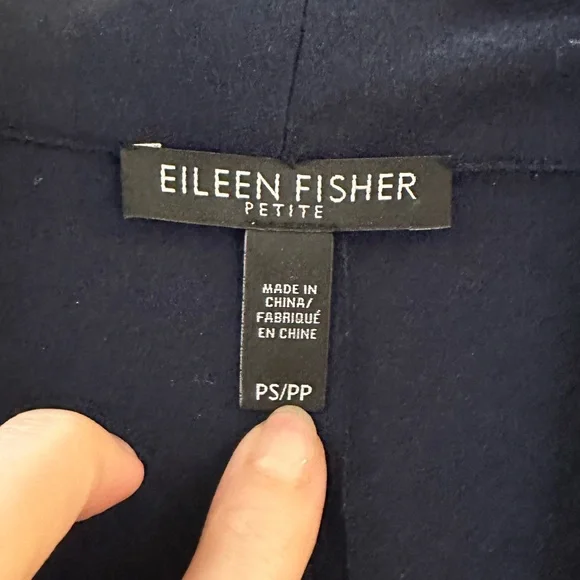 EILEEN FISHER
PETITE
MADE IN
CHINA/
FABRIQUÉ
EN CHINE
PS/PP